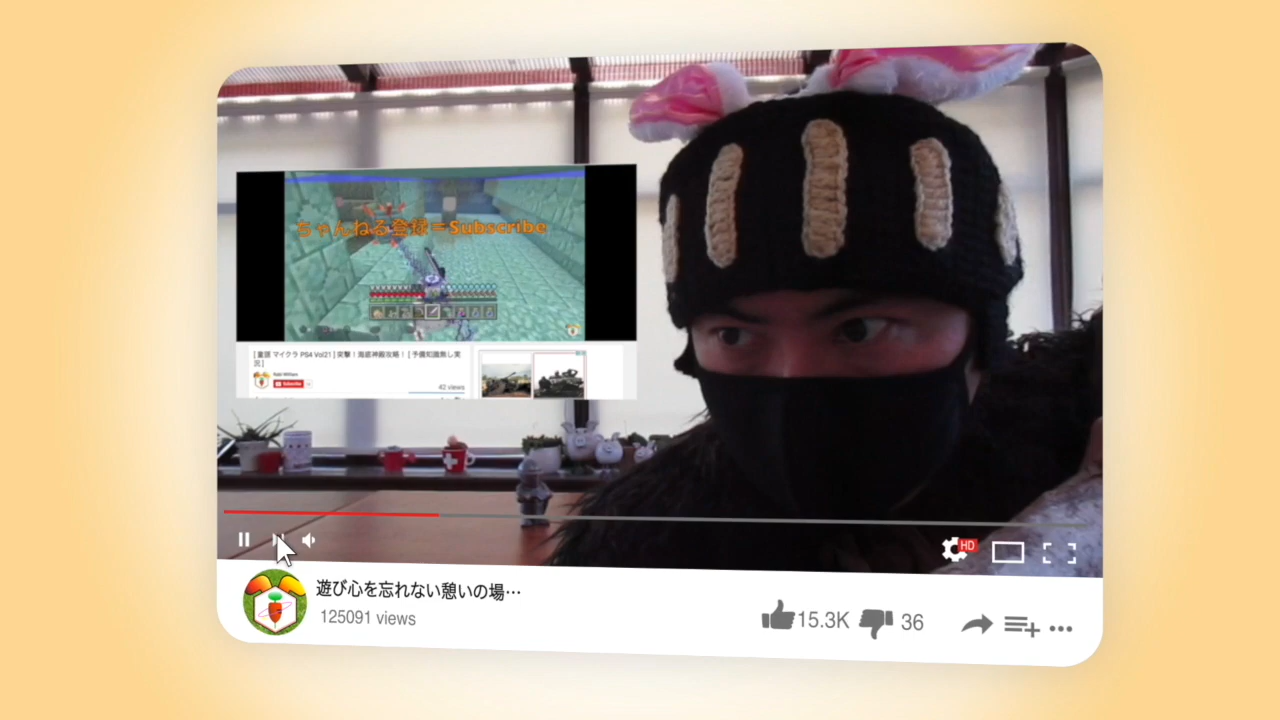 ちゃんねる登録＝Subscribe
[ 童顔 マイクラ PS4 Vol21 ] 突撃！海底神殿攻略！ [ 予備知識無し実
況 ]
Subscribe
42 views
HD
遊び心を忘れない憩いの場…
125091 views
15.3K
36